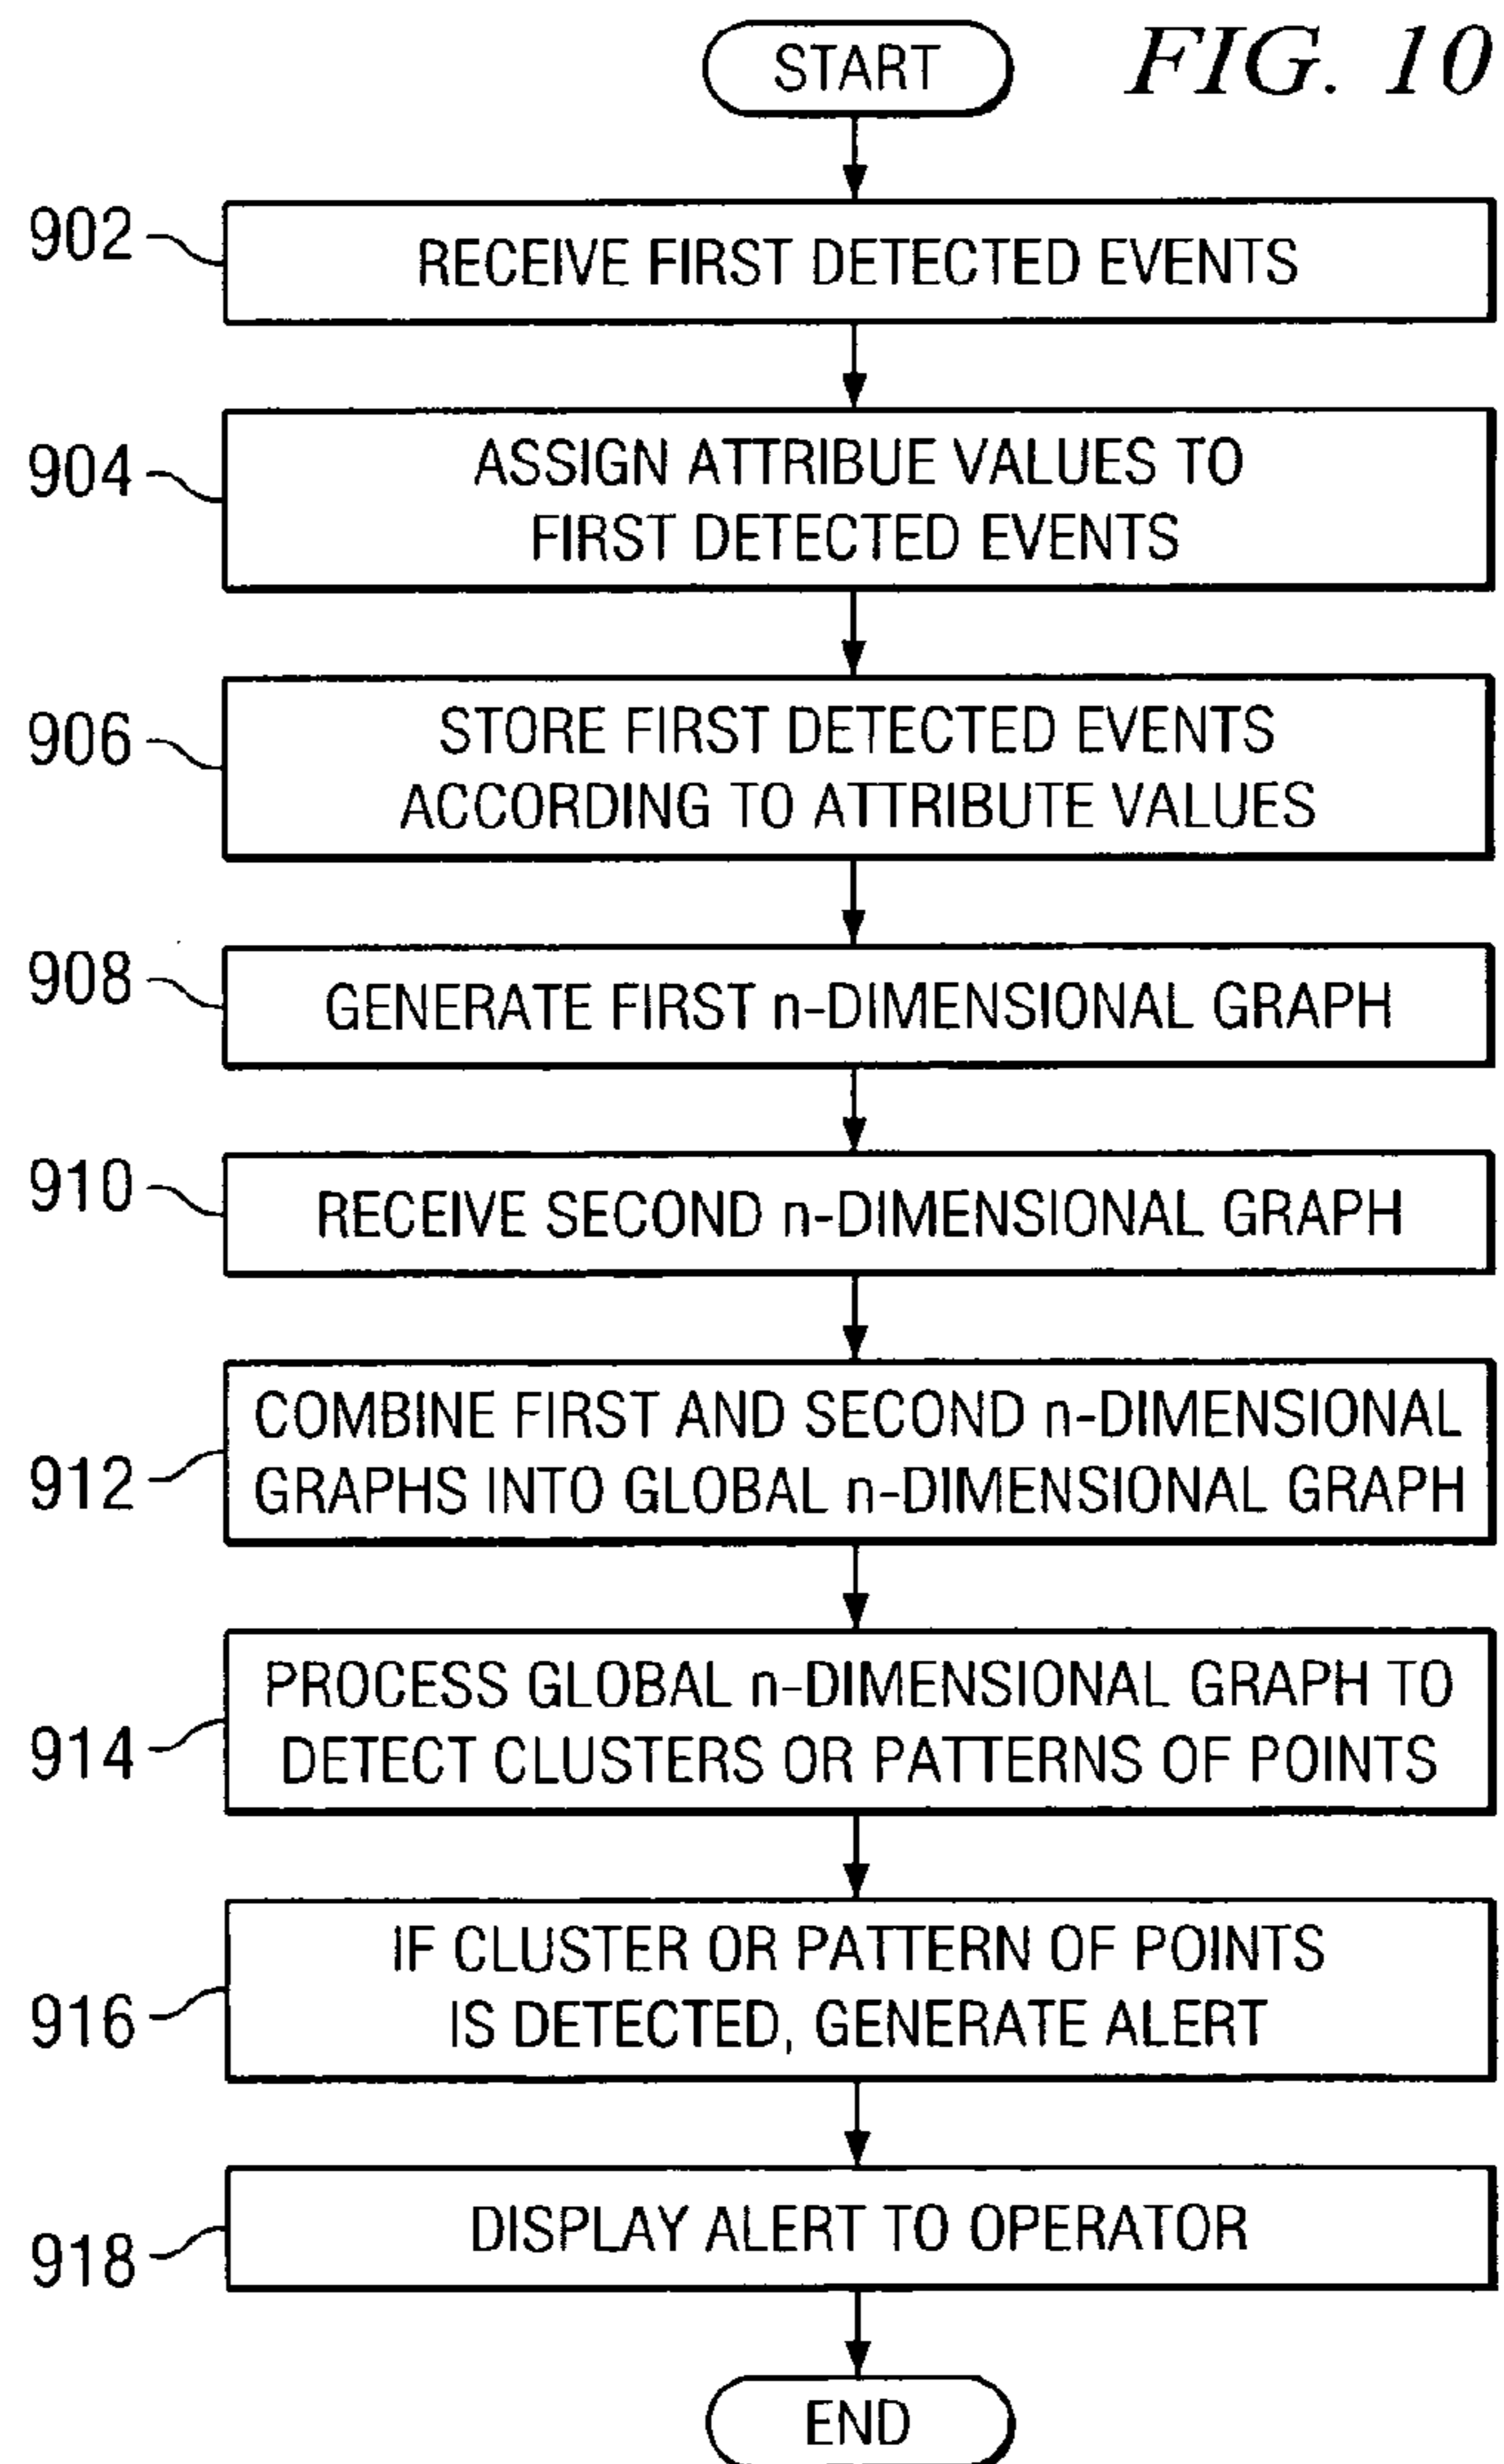 START
FIG. 10
902
RECEIVE FIRST DETECTED EVENTS
904
ASSIGN ATTRIBUE VALUES TO
FIRST DETECTED EVENTS
906
STORE FIRST DETECTED EVENTS
ACCORDING TO ATTRIBUTE VALUES
908
GENERATE FIRST n-DIMENSIONAL GRAPH
910
RECEIVE SECOND n-DIMENSIONAL GRAPH
912
COMBINE FIRST AND SECOND n-DIMENSIONAL
GRAPHS INTO GLOBAL n-DIMENSIONAL GRAPH
914
PROCESS GLOBAL n-DIMENSIONAL GRAPH TO
DETECT CLUSTERS OR PATTERNS OF POINTS
916
IF CLUSTER OR PATTERN OF POINTS
IS DETECTED, GENERATE ALERT
918
DISPLAY ALERT TO OPERATOR
END